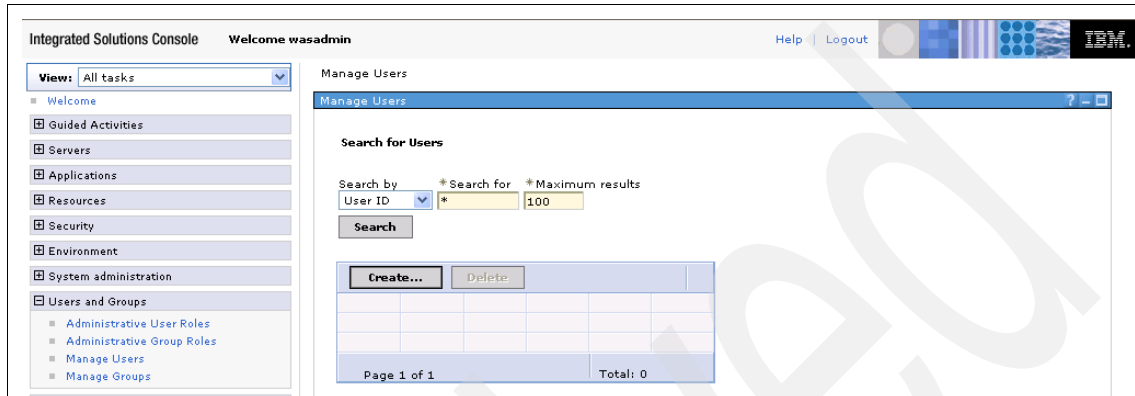 Integrated Solutions Console Welcome wasadmin
Help | Logout
IBM.
View: All tasks
Welcome
Guided Activities
Servers
Applications
Resources
Security
Environment
System administration
Users and Groups
Administrative User Roles
Administrative Group Roles
Manage Users
Manage Groups
Manage Users
Manage Users
? – □
Search for Users
Search by * Search for * Maximum results
User ID * 100
Search
Create... Delete
Page 1 of 1 Total: 0